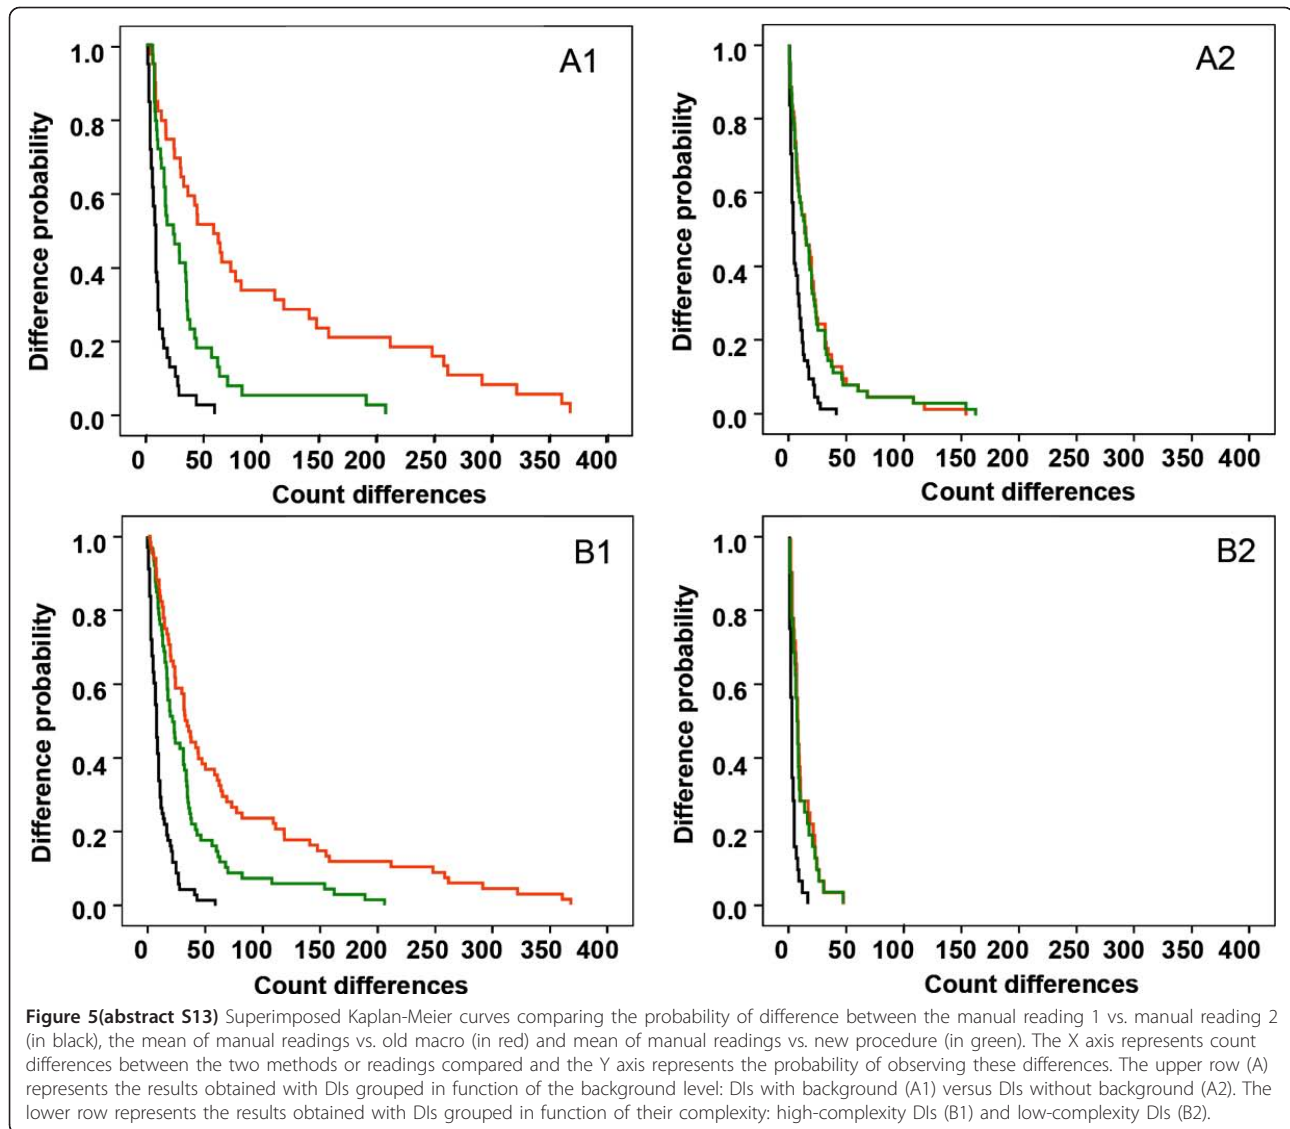 A1
Difference probability
1.0
0.8
0.6
0.4
0.2
0.0
0 50 100 150 200 250 300 350 400
Count differences
A2
Difference probability
1.0
0.8
0.6
0.4
0.2
0.0
0 50 100 150 200 250 300 350 400
Count differences
B1
Difference probability
1.0
0.8
0.6
0.4
0.2
0.0
0 50 100 150 200 250 300 350 400
Count differences
B2
Difference probability
1.0
0.8
0.6
0.4
0.2
0.0
0 50 100 150 200 250 300 350 400
Count differences
Figure 5(abstract S13) Superimposed Kaplan-Meier curves comparing the probability of difference between the manual reading 1 vs. manual reading 2
(in black), the mean of manual readings vs. old macro (in red) and mean of manual readings vs. new procedure (in green). The X axis represents count
differences between the two methods or readings compared and the Y axis represents the probability of observing these differences. The upper row (A)
represents the results obtained with DIs grouped in function of the background level: DIs with background (A1) versus DIs without background (A2). The
lower row represents the results obtained with DIs grouped in function of their complexity: high-complexity DIs (B1) and low-complexity DIs (B2).